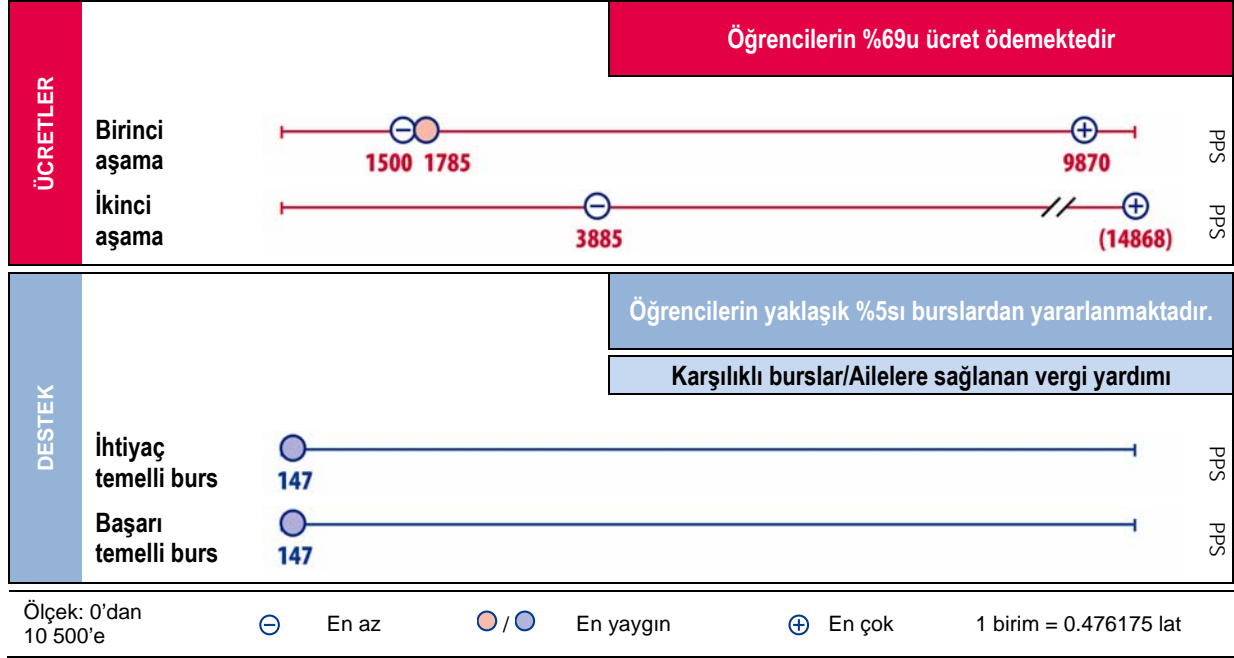 ÜCRETLER
Öğrencilerin %69u ücret ödemektedir
Birinci
aşama
1500 1785
9870
PPS
İkinci
aşama
3885
(14868)
PPS
DESTEK
Öğrencilerin yaklaşık %5sı burslardan yararlanmaktadır.
Karşılıklı burslar/Ailelere sağlanan vergi yardımı
İhtiyaç
temelli burs
147
PPS
Başarı
temelli burs
147
PPS
Ölçek: 0’dan
10 500’e
En az
/
En yaygın
En çok
1 birim = 0.476175 lat